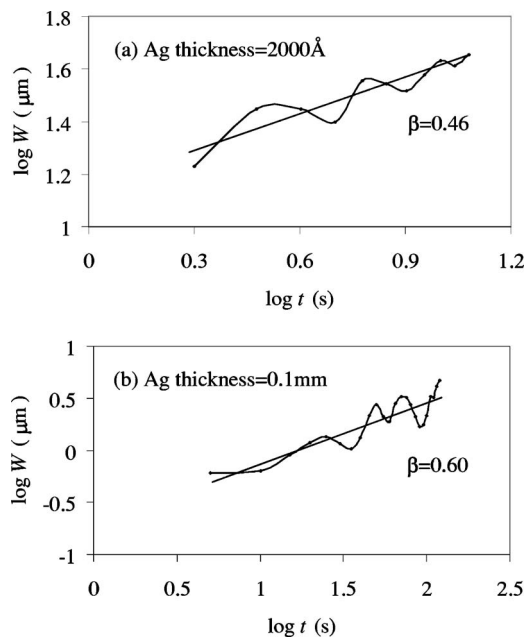 1.8
(a) Ag thickness=2000Å
1.6
log W ( μm)
1.4
β=0.46
1.2
1
0 0.3 0.6 0.9 1.2
log t (s)
1
(b) Ag thickness=0.1mm
0.5
log W ( μm)
0
β=0.60
-0.5
-1
0 0.5 1 1.5 2 2.5
log t (s)